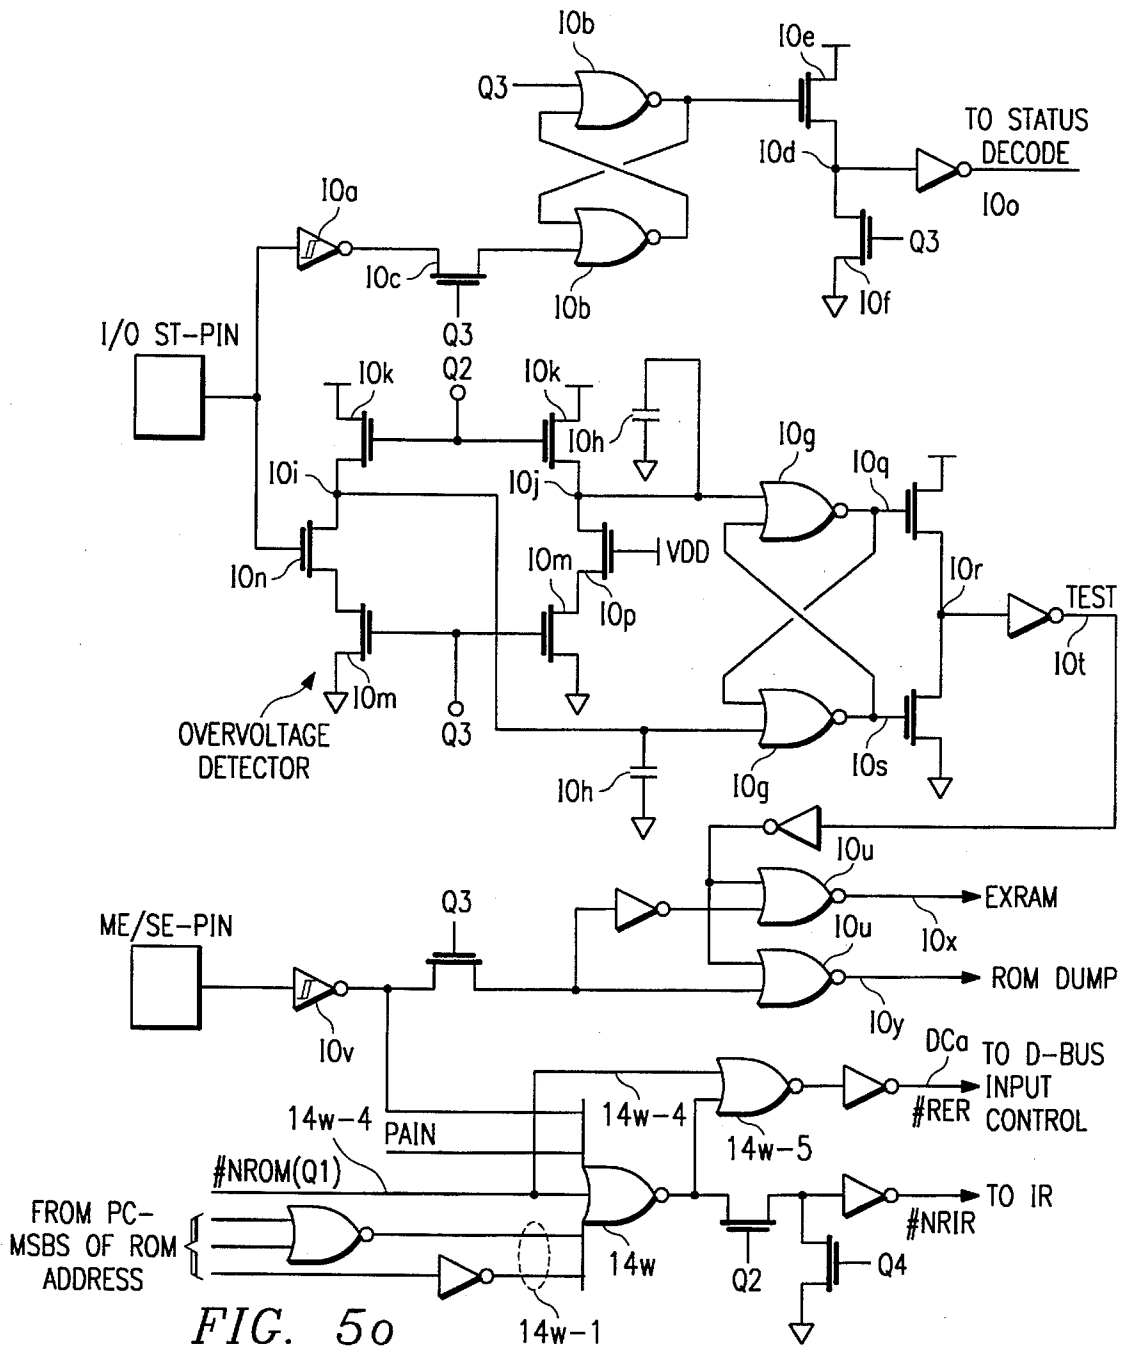 10b
10e
Q3
TO STATUS
DECODE
10d
10o
10a
10c
10b
Q3
10f
I/O ST-PIN
Q3
Q2
10k
10k
10h
10g
10q
10i
10j
VDD
10n
10m
10p
10r
TEST
10t
10m
OVERVOLTAGE
DETECTOR
Q3
10h
10g
10s
10u
EXRAM
10x
ME/SE-PIN
Q3
10u
ROM DUMP
10y
10v
DCa
TO D-BUS
INPUT
CONTROL
#RER
14w-4
14w-4
PAIN
14w-5
#NROM(Q1)
FROM PC-
MSBS OF ROM
ADDRESS
TO IR
#NRIR
14w
Q2
Q4
14w-1
FIG. 5o